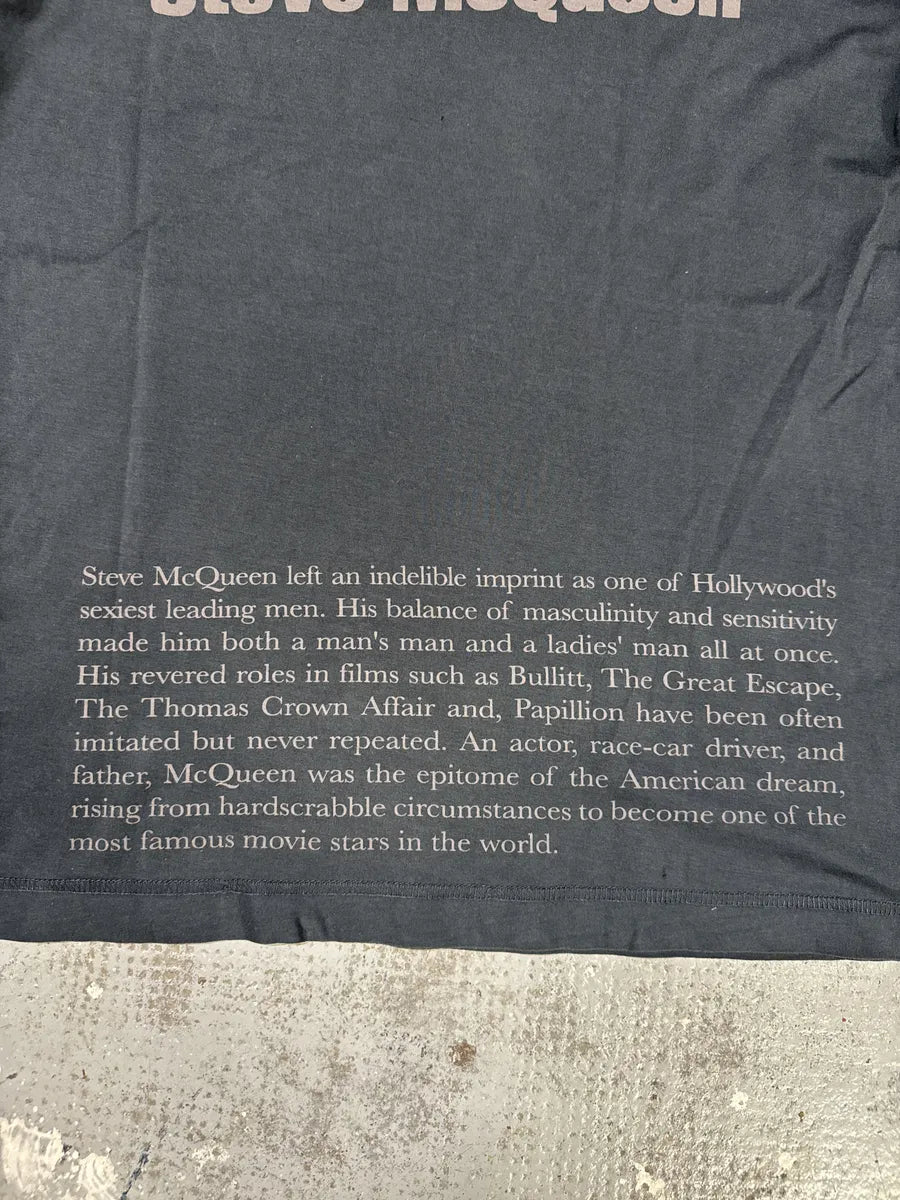 Steve McQueen
Steve McQueen left an indelible imprint as one of Hollywood's
sexiest leading men. His balance of masculinity and sensitivity
made him both a man's man and a ladies' man all at once.
His revered roles in films such as Bullitt, The Great Escape,
The Thomas Crown Affair and, Papillion have been often
imitated but never repeated. An actor, race-car driver, and
father, McQueen was the epitome of the American dream,
rising from hardscrabble circumstances to become one of the
most famous movie stars in the world.